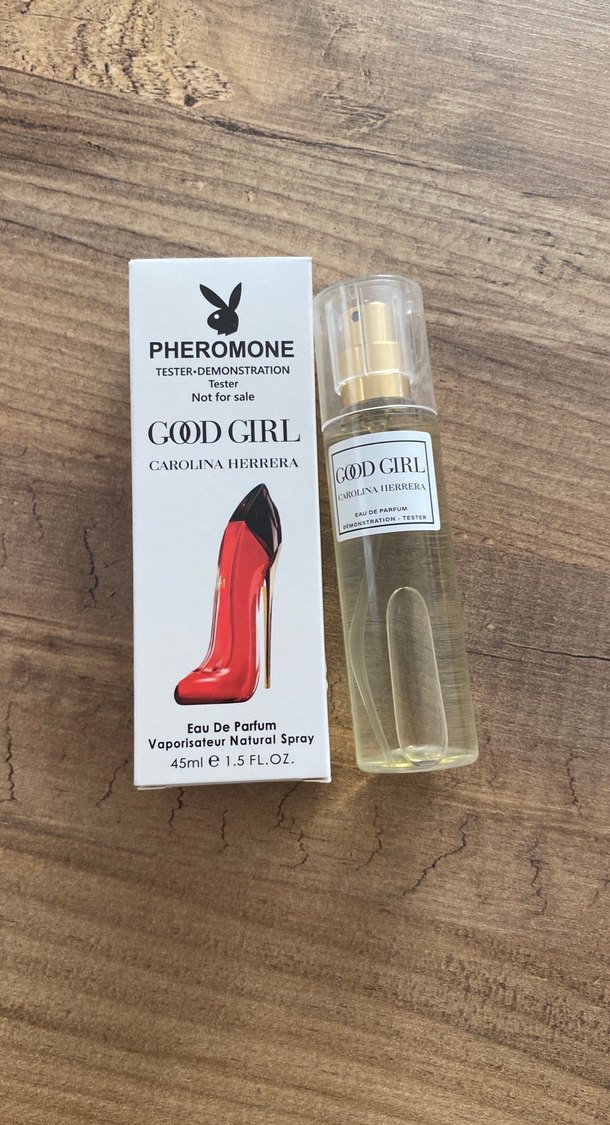 PHEROMONE
TESTER•DEMONSTRATION
Tester
Not for sale
GOOD GIRL
CAROLINA HERRERA
Eau De Parfum
Vaporisateur Natural Spray
45ml ℮ 1.5 FL.OZ.
GOOD GIRL
CAROLINA HERRERA
EAU DE PARFUM
DÉMONSTRATION - TESTER